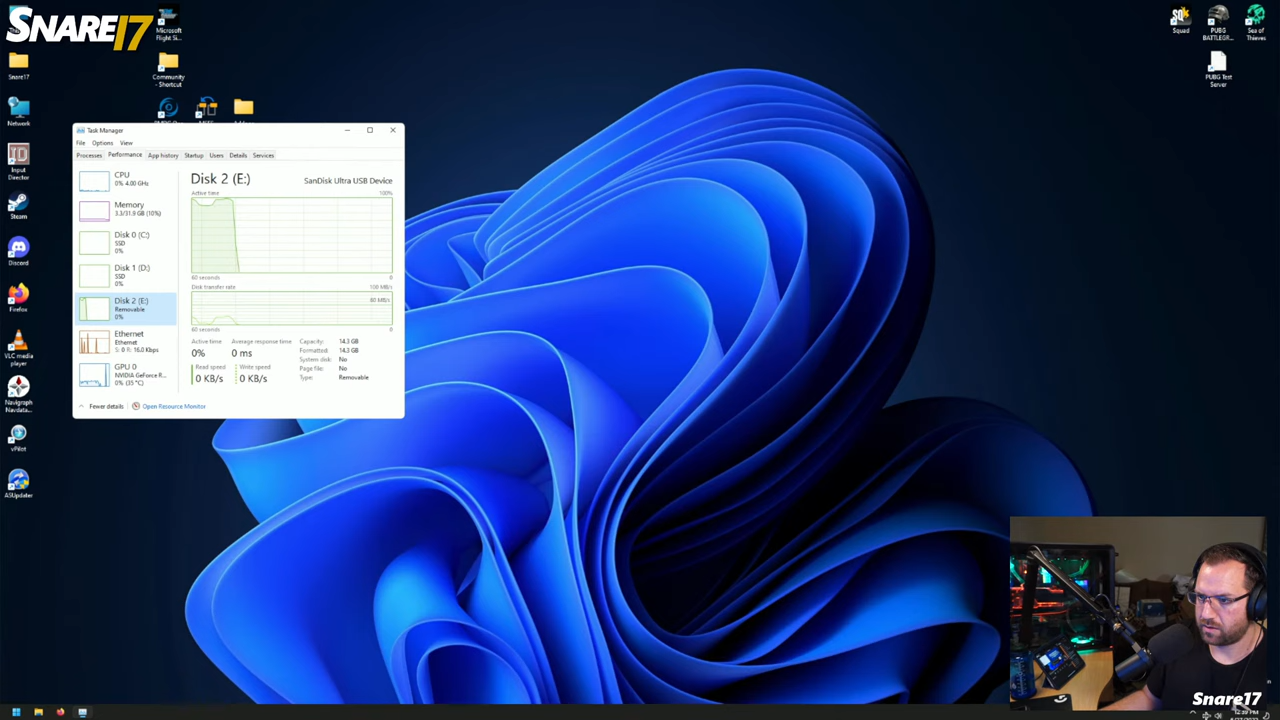 SNARE17
Microsoft
Flight Si...
Snare17
Community
- Shortcut
Network
Input
Director
Steam
Discord
Firefox
VLC media
player
Navigraph
Navdata...
vPilot
ASUpdater
SQ
Squad
PUBG
BATTLEGR...
Sea of
Thieves
PUBG Test
Server
Task Manager
File Options View
Processes Performance App history Startup Users Details Services
CPU
0% 4.00 GHz
Memory
3.3/31.9 GB (10%)
Disk 0 (C:)
SSD
0%
Disk 1 (D:)
SSD
0%
Disk 2 (E:)
Removable
0%
Ethernet
Ethernet
S: 0 R: 16.0 Kbps
GPU 0
NVIDIA GeForce R...
0% (35 °C)
Disk 2 (E:) SanDisk Ultra USB Device
Active time 100%
60 seconds 0
Disk transfer rate 100 MB/s
80 MB/s
60 seconds 0
Active time Average response time
0% 0 ms
Read speed Write speed
0 KB/s 0 KB/s
Capacity: 14.3 GB
Formatted: 14.3 GB
System disk: No
Page file: No
Type: Removable
Fewer details Open Resource Monitor
Snare17